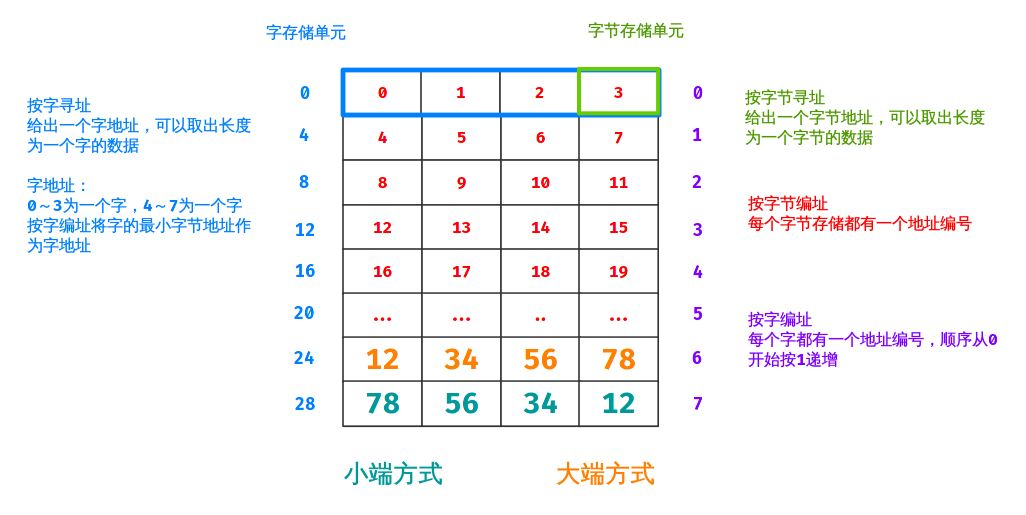 字存储单元
字节存储单元
按字寻址
给出一个字地址，可以取出长度
为一个字的数据
字地址：
0～3为一个字，4～7为一个字
按字编址将字的最小字节地址作
为字地址
0 0 1 2 3 0
4 4 5 6 7 1
8 8 9 10 11 2
12 12 13 14 15 3
16 16 17 18 19 4
20 ... ... .. ... 5
24 12 34 56 78 6
28 78 56 34 12 7
按字节寻址
给出一个字节地址，可以取出长度
为一个字节的数据
按字节编址
每个字节存储都有一个地址编号
按字编址
每个字都有一个地址编号，顺序从0
开始按1递增
小端方式
大端方式